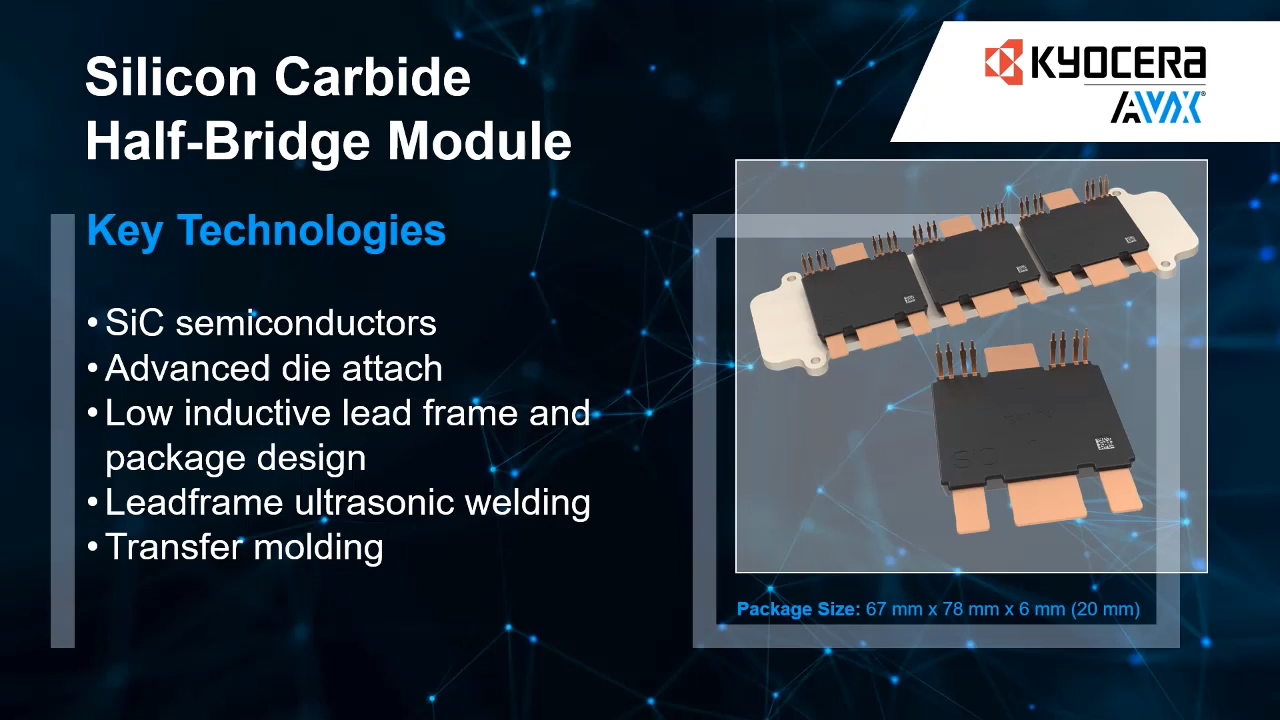 Silicon Carbide
Half-Bridge Module
KYOCERA
AVX®
Key Technologies
• SiC semiconductors
• Advanced die attach
• Low inductive lead frame and
package design
• Leadframe ultrasonic welding
• Transfer molding
SiC
Package Size: 67 mm x 78 mm x 6 mm (20 mm)